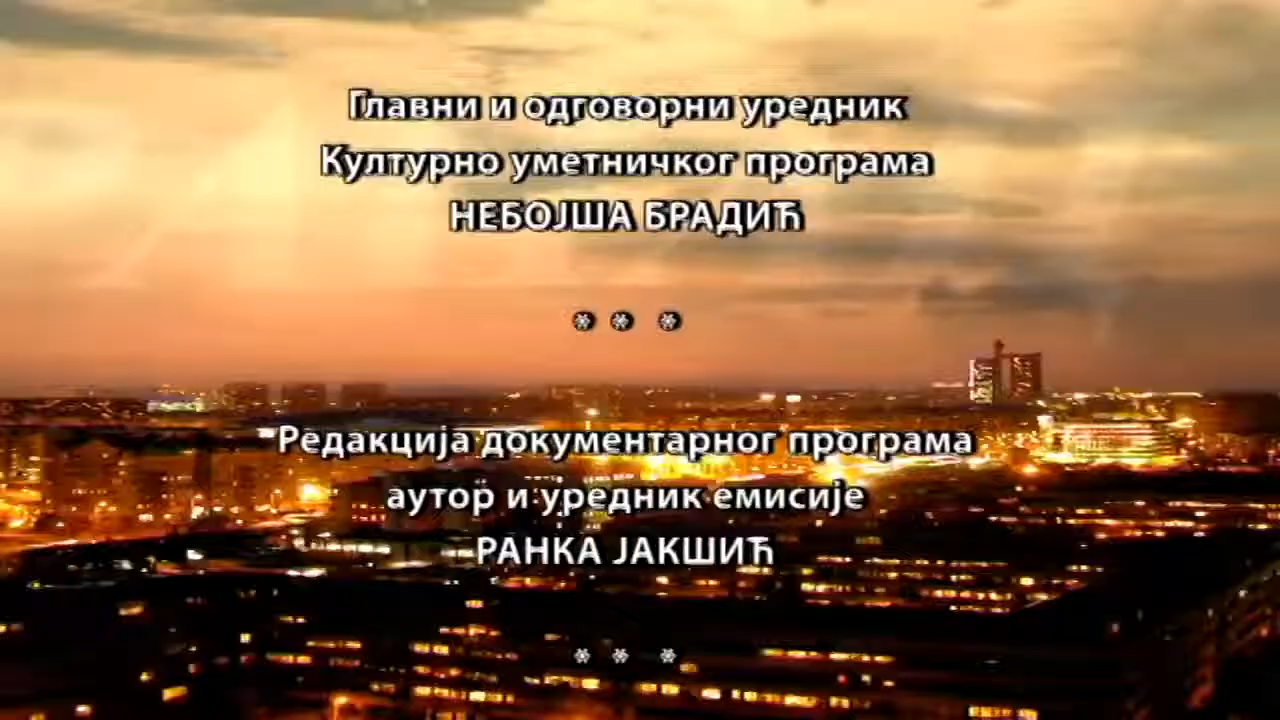 Главни и одговорни уредник
Културно уметничког програма
НЕБОЈША БРАДИЋ
* * *
Редакција документарног програма
аутор и уредник емисије
РАНКА ЈАКШИЋ
* * *